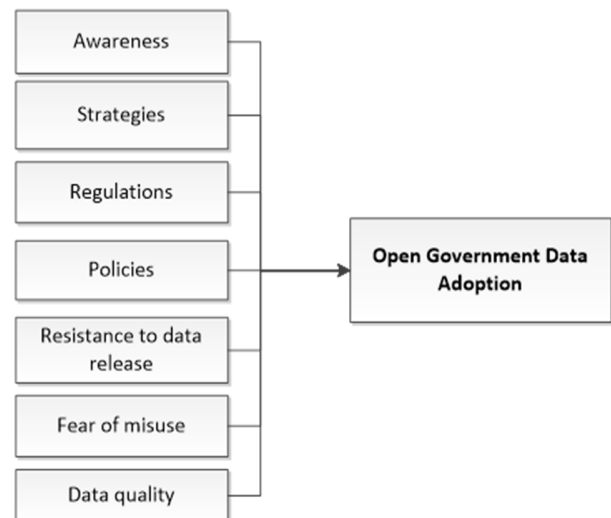 Awareness
Strategies
Regulations
Policies
Resistance to data
release
Fear of misuse
Data quality
Open Government Data
Adoption